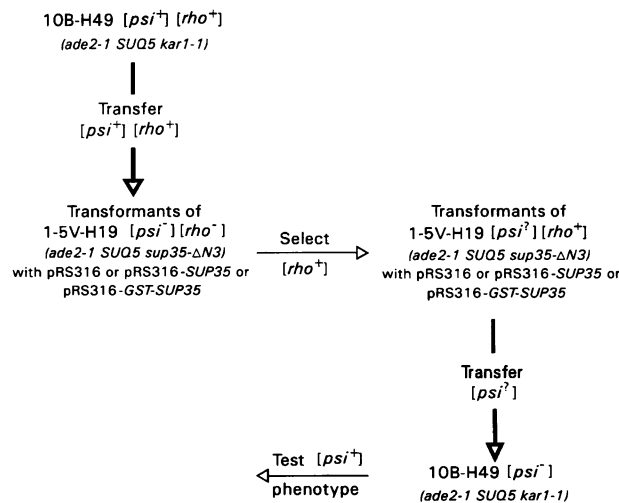 10B-H49 [psi+] [rho+]
(ade2-1 SUQ5 kar1-1)
Transfer
[psi+] [rho+]
Transformants of
1-5V-H19 [psi-] [rho-]
(ade2-1 SUQ5 sup35-ΔN3)
with pRS316 or pRS316-SUP35 or
pRS316-GST-SUP35
Select
[rho+]
Transformants of
1-5V-H19 [psi?] [rho+]
(ade2-1 SUQ5 sup35-ΔN3)
with pRS316 or pRS316-SUP35 or
pRS316-GST-SUP35
Transfer
[psi?]
10B-H49 [psi-]
(ade2-1 SUQ5 kar1-1)
Test [psi+]
phenotype